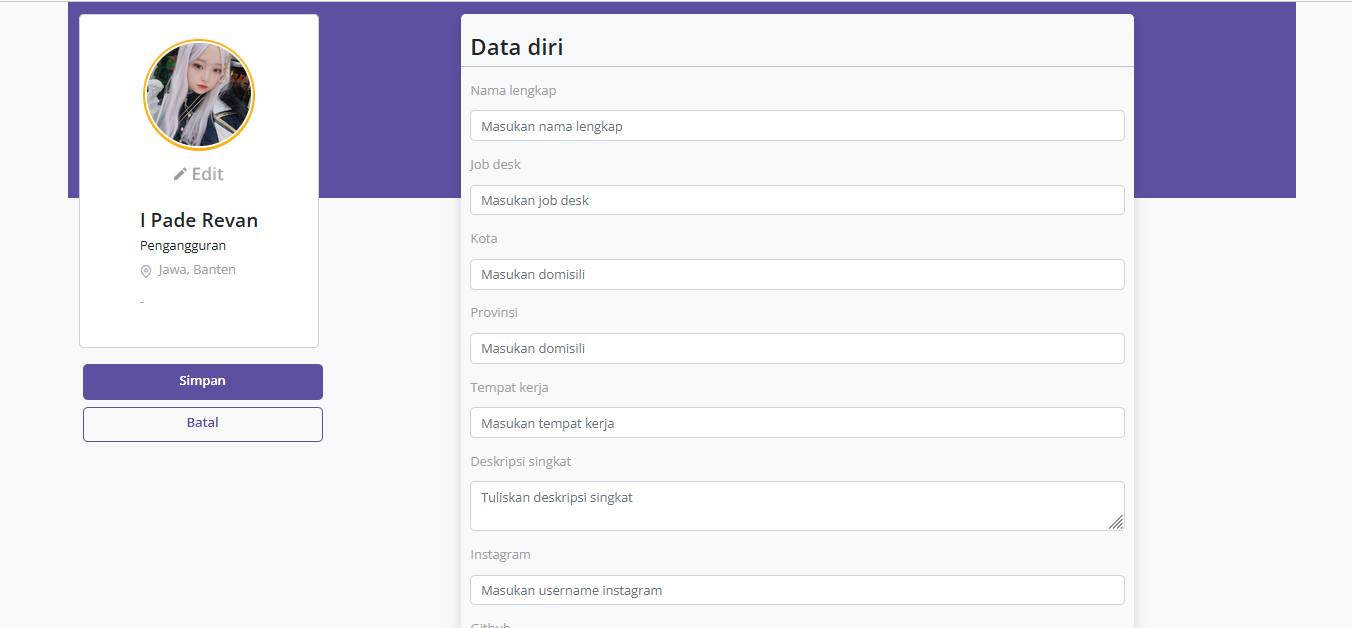 Edit
I Pade Revan
Pengangguran
Jawa, Banten
-
Simpan
Batal
Data diri
Nama lengkap
Masukan nama lengkap
Job desk
Masukan job desk
Kota
Masukan domisili
Provinsi
Masukan domisili
Tempat kerja
Masukan tempat kerja
Deskripsi singkat
Tuliskan deskripsi singkat
Instagram
Masukan username instagram
Github